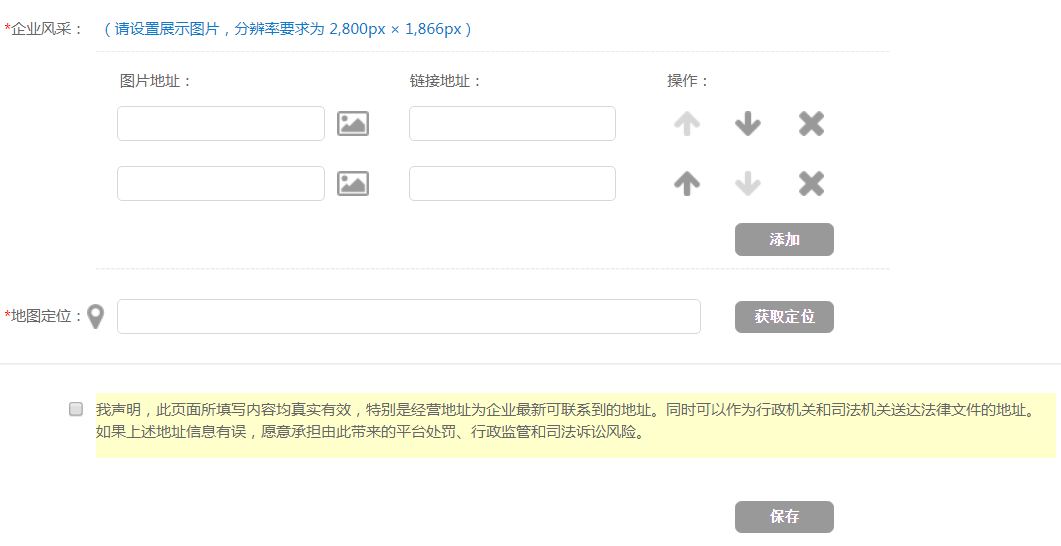 *企业风采： （请设置展示图片，分辨率要求为 2,800px × 1,866px）
图片地址： 链接地址： 操作：
添加
*地图定位： 获取定位
我声明，此页面所填写内容均真实有效，特别是经营地址为企业最新可联系到的地址。同时可以作为行政机关和司法机关送达法律文件的地址。
如果上述地址信息有误，愿意承担由此带来的平台处罚、行政监管和司法诉讼风险。
保存